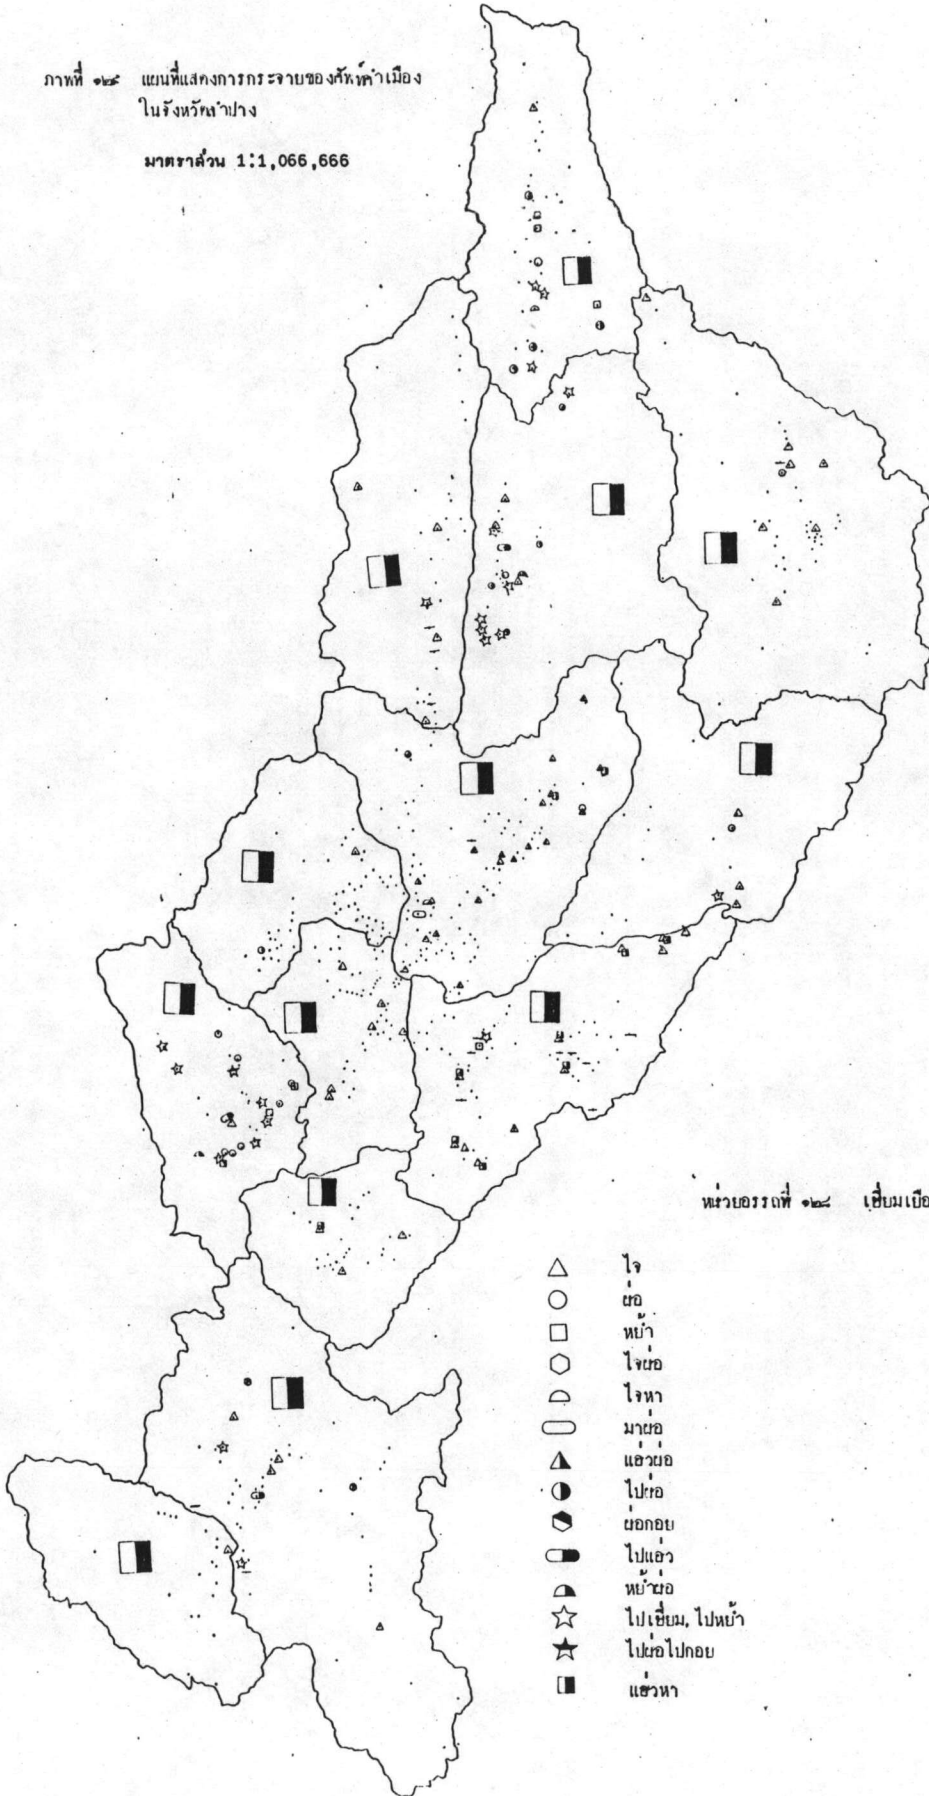 ภาพที่ ๑๒๙ แผนที่แสดงการกระจายของศัพท์คำเมือง
ในจังหวัดลำปาง
มาตราส่วน 1:1,066,666
หน่วยอรรถที่ ๑๒๘ เยี่ยมเยือ
ไจ
ผ่อ
หย้ำ
ไจผ่อ
ไจหา
มาผ่อ
แอ่วผ่อ
ไปผ่อ
ผ่อกอย
ไปแอ่ว
หย้ำผ่อ
ไปเยี่ยม, ไปหย้ำ
ไปผ่อไปกอย
แอ่วหา